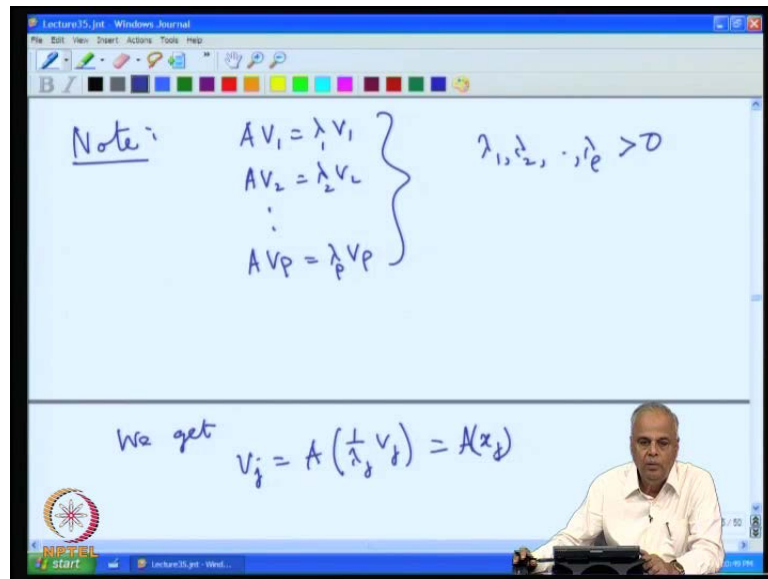 Lecture35.jnt - Windows Journal
File Edit View Insert Actions Tools Help
B I
Note:
AV₁ = λ₁V₁
λ₁, λ₂, ., λρ > 0
AV₂ = λ₂V₂
⋮
AVρ = λρVρ
We get
Vⱼ = A(1/λⱼ Vⱼ) = A(xⱼ)
NPTEL
start
Lecture35.jnt - Wind...